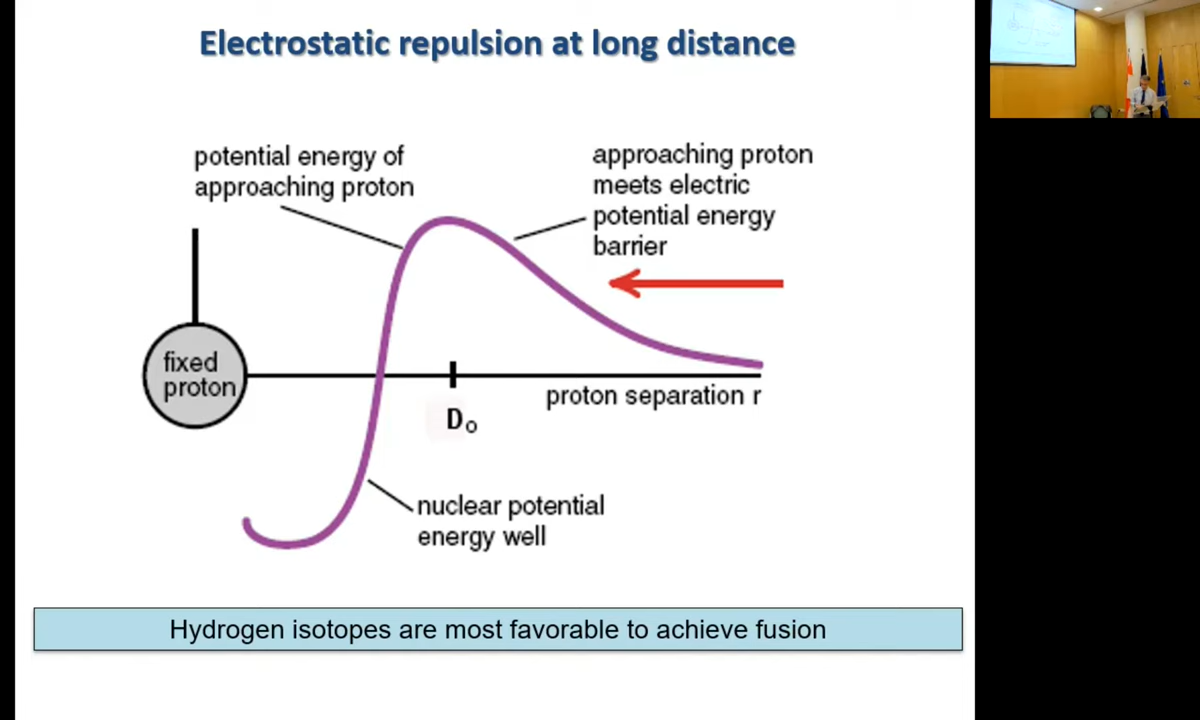 Electrostatic repulsion at long distance
potential energy of
approaching proton
approaching proton
meets electric
potential energy
barrier
fixed
proton
proton separation r
D₀
nuclear potential
energy well
Hydrogen isotopes are most favorable to achieve fusion